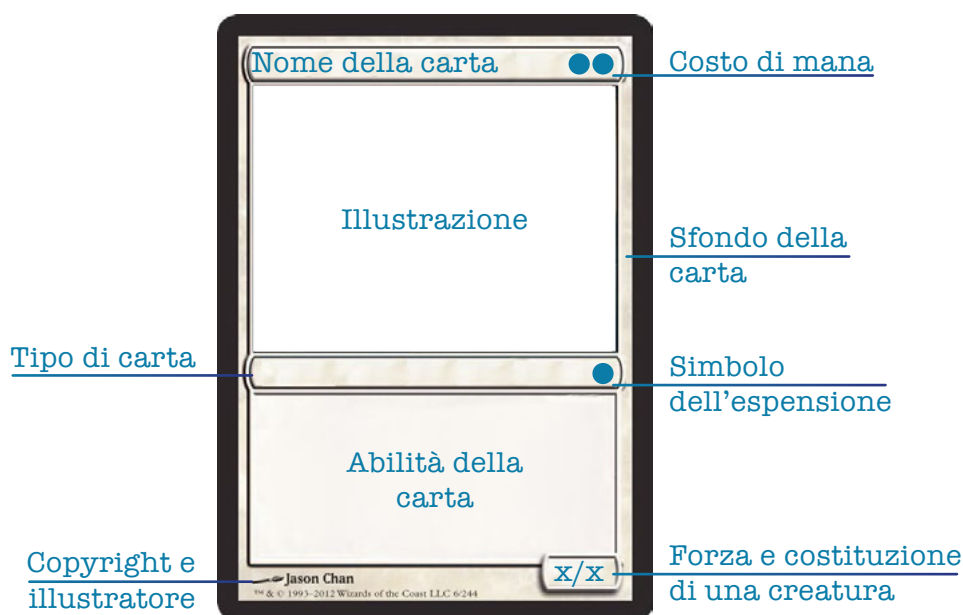 Nome della carta
Costo di mana
Illustrazione
Sfondo della
carta
Tipo di carta
Simbolo
dell'espensione
Abilità della
carta
Copyright e
illustratore
Jason Chan
™ & © 1993–2012 Wizards of the Coast LLC 6/244
x/x
Forza e costituzione
di una creatura